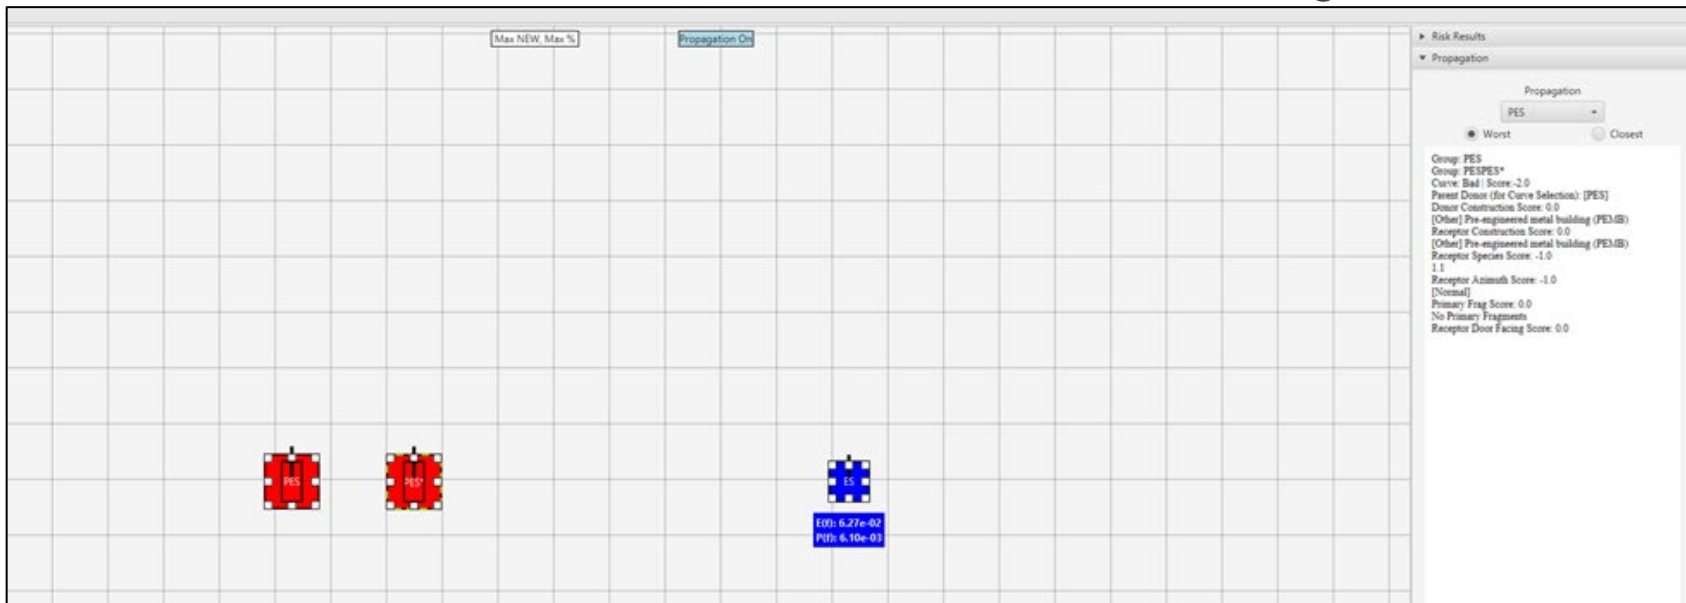 Max NEW, Max %
Propagation On
Risk Results
Propagation
Propagation
PES
Worst
Closest
Group: PES
Group: PESPES*
Curve: Bad | Score:-2.0
Parent Donor (for Curve Selection): [PES]
Donor Construction Score: 0.0
[Other] Pre-engineered metal building (PEMB)
Receptor Construction Score: 0.0
[Other] Pre-engineered metal building (PEMB)
Receptor Species Score: -1.0
1.1
Receptor Azimuth Score: -1.0
[Normal]
Primary Frag Score: 0.0
No Primary Fragments
Receptor Door Facing Score: 0.0
PES
PES*
ES
E(f): 6.27e-02
P(f): 6.10e-03